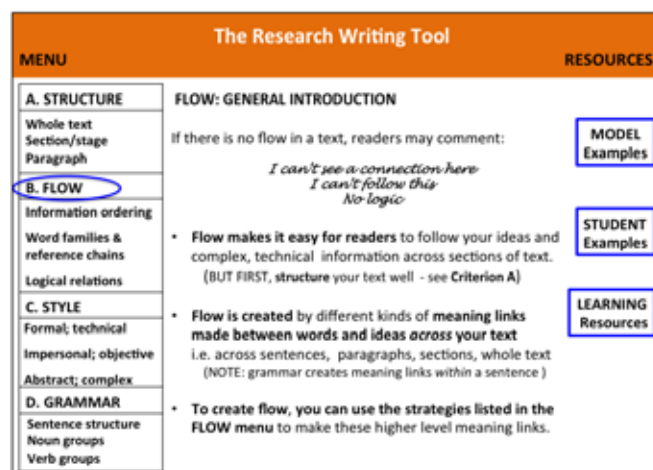 The Research Writing Tool
MENU
RESOURCES
A. STRUCTURE
Whole text
Section/stage
Paragraph
B. FLOW
Information ordering
Word families &
reference chains
Logical relations
C. STYLE
Formal; technical
Impersonal; objective
Abstract; complex
D. GRAMMAR
Sentence structure
Noun groups
Verb groups
FLOW: GENERAL INTRODUCTION
If there is no flow in a text, readers may comment:
I can't see a connection here
I can't follow this
No logic
• Flow makes it easy for readers to follow your ideas and
complex, technical information across sections of text.
(BUT FIRST, structure your text well - see Criterion A)
• Flow is created by different kinds of meaning links
made between words and ideas across your text
i.e. across sentences, paragraphs, sections, whole text
(NOTE: grammar creates meaning links within a sentence )
• To create flow, you can use the strategies listed in the
FLOW menu to make these higher level meaning links.
MODEL
Examples
STUDENT
Examples
LEARNING
Resources